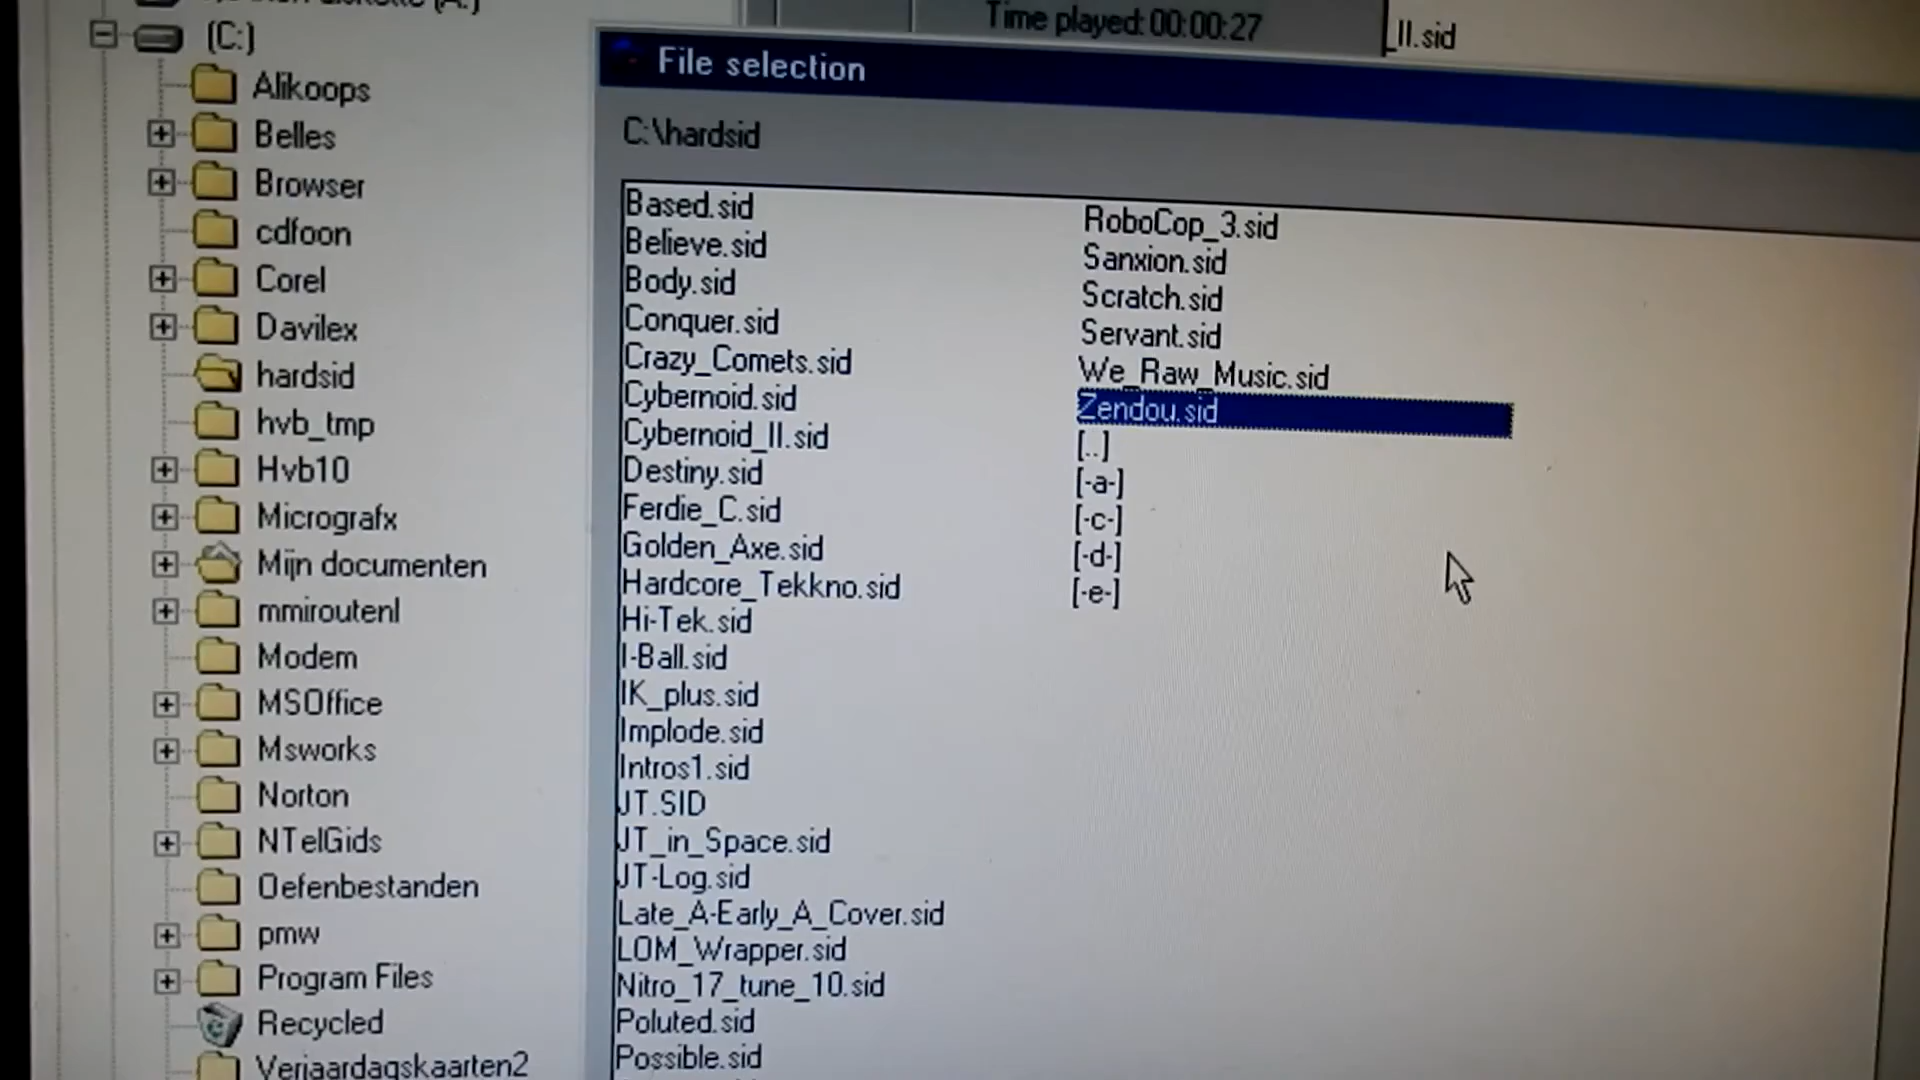 (C:)
Alikoops
Belles
Browser
cdfoon
Corel
Davilex
hardsid
hvb_tmp
Hvb10
Micrografx
Mijn documenten
mmiroutenl
Modem
MSOffice
Msworks
Norton
NTelGids
Oefenbestanden
pmw
Program Files
Recycled
Verjaardagskaarten2
Time played: 00:00:27
_II.sid
File selection
C:\hardsid
Based.sid
Believe.sid
Body.sid
Conquer.sid
Crazy_Comets.sid
Cybernoid.sid
Cybernoid_II.sid
Destiny.sid
Ferdie_C.sid
Golden_Axe.sid
Hardcore_Tekkno.sid
Hi-Tek.sid
I-Ball.sid
IK_plus.sid
Implode.sid
Intros1.sid
JT.SID
JT_in_Space.sid
JT-Log.sid
Late_A-Early_A_Cover.sid
LOM_Wrapper.sid
Nitro_17_tune_10.sid
Poluted.sid
Possible.sid
RoboCop_3.sid
Sanxion.sid
Scratch.sid
Servant.sid
We_Raw_Music.sid
Zendou.sid
[..]
[-a-]
[-c-]
[-d-]
[-e-]